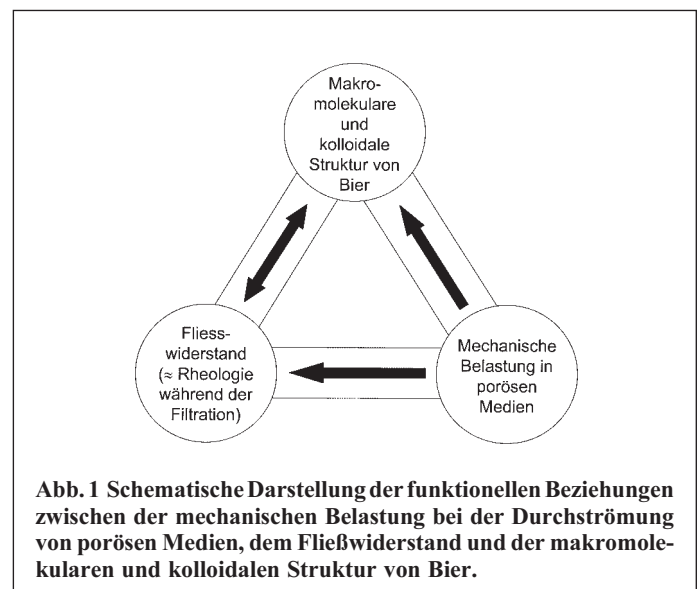 Makro-
molekulare
und
kolloidale
Struktur von
Bier
Fliess-
widerstand
(≈ Rheologie
während der
Filtration)
Mechanische
Belastung in
porösen
Medien
Abb. 1 Schematische Darstellung der funktionellen Beziehungen
zwischen der mechanischen Belastung bei der Durchströmung
von porösen Medien, dem Fließwiderstand und der makromole-
kularen und kolloidalen Struktur von Bier.